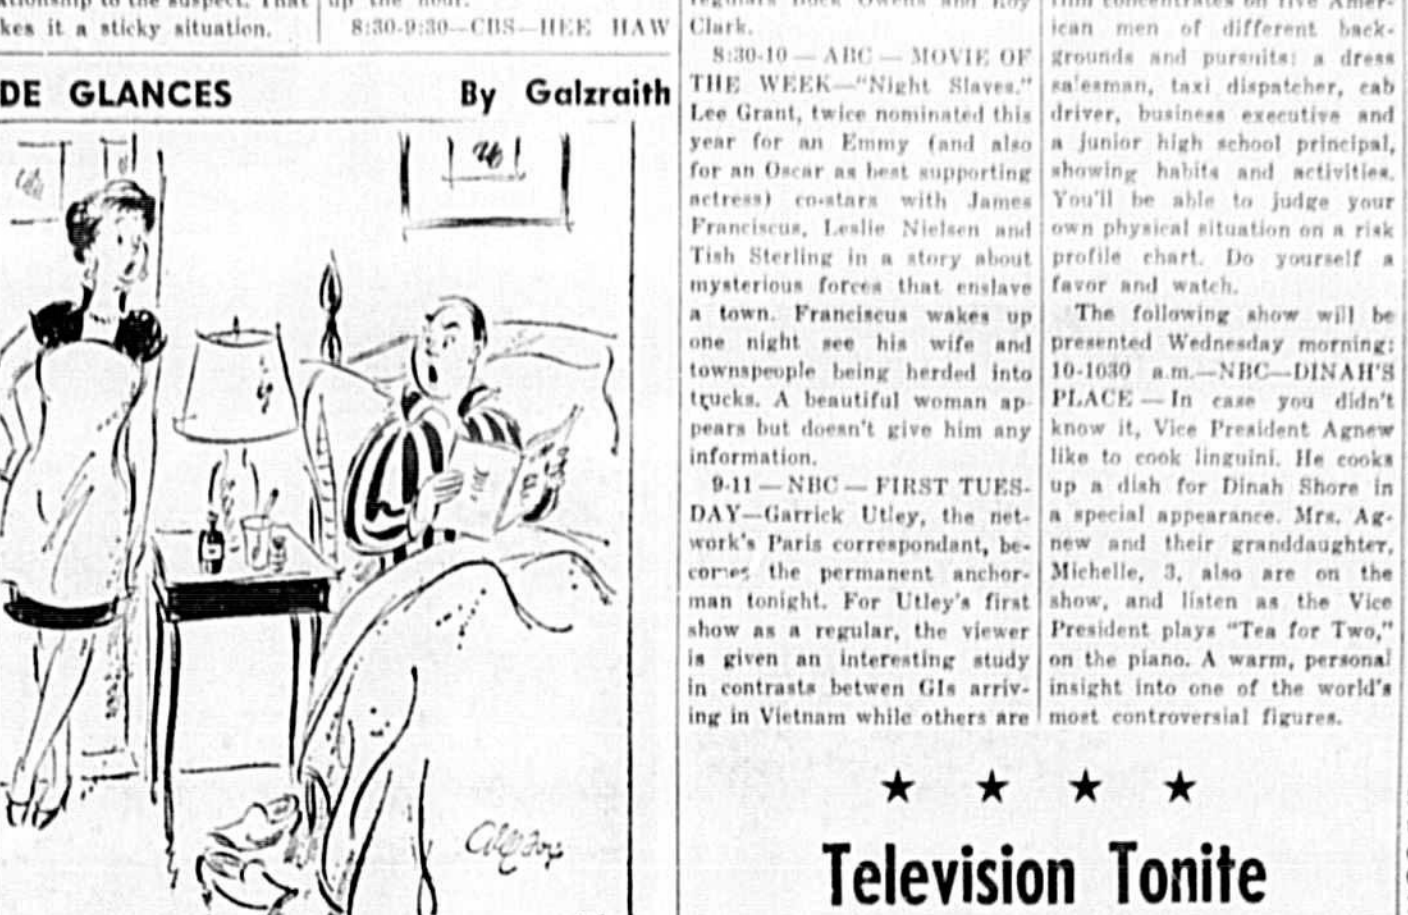 kes it a sticky situation.
up the hour.
8:30-9:30—CBS—HEE HAW
DE GLANCES
By Galzraith
Clark.
8:30-10 — ABC — MOVIE OF
THE WEEK—"Night Slaves."
Lee Grant, twice nominated this
year for an Emmy (and also
for an Oscar as best supporting
actress) co-stars with James
Franciscus, Leslie Nielsen and
Tish Sterling in a story about
mysterious forces that enslave
a town. Franciscus wakes up
one night see his wife and
townspeople being herded into
trucks. A beautiful woman ap-
pears but doesn't give him any
information.
9-11 — NBC — FIRST TUES-
DAY—Garrick Utley, the net-
work's Paris correspondent, be-
comes the permanent anchor-
man tonight. For Utley's first
show as a regular, the viewer
is given an interesting study
in contrasts betwen GIs arriv-
ing in Vietnam while others are
ican men of different back-
grounds and pursuits: a dress
salesman, taxi dispatcher, cab
driver, business executive and
a junior high school principal,
showing habits and activities.
You'll be able to judge your
own physical situation on a risk
profile chart. Do yourself a
favor and watch.
The following show will be
presented Wednesday morning:
10-1030 a.m.—NBC—DINAH'S
PLACE — In case you didn't
know it, Vice President Agnew
like to cook linguini. He cooks
up a dish for Dinah Shore in
a special appearance. Mrs. Ag-
new and their granddaughter,
Michelle, 3, also are on the
show, and listen as the Vice
President plays "Tea for Two,"
on the piano. A warm, personal
insight into one of the world's
most controversial figures.
★ ★ ★ ★
Television Tonite